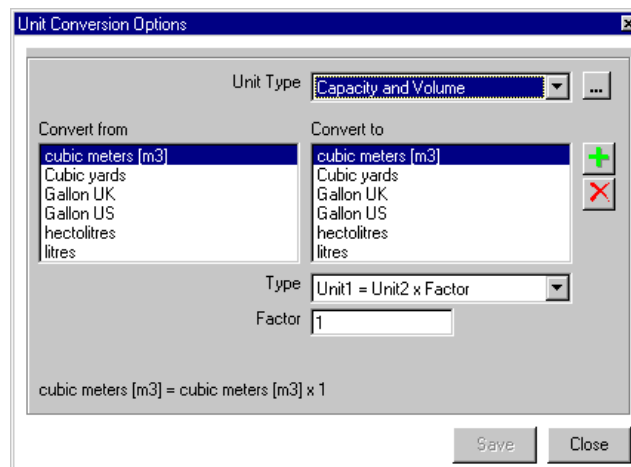 Unit Conversion Options
Unit Type Capacity and Volume ...
Convert from Convert to
cubic meters [m3] cubic meters [m3]
Cubic yards Cubic yards
Gallon UK Gallon UK
Gallon US Gallon US
hectolitres hectolitres
litres litres
Type Unit1 = Unit2 x Factor
Factor 1
cubic meters [m3] = cubic meters [m3] x 1
Save Close